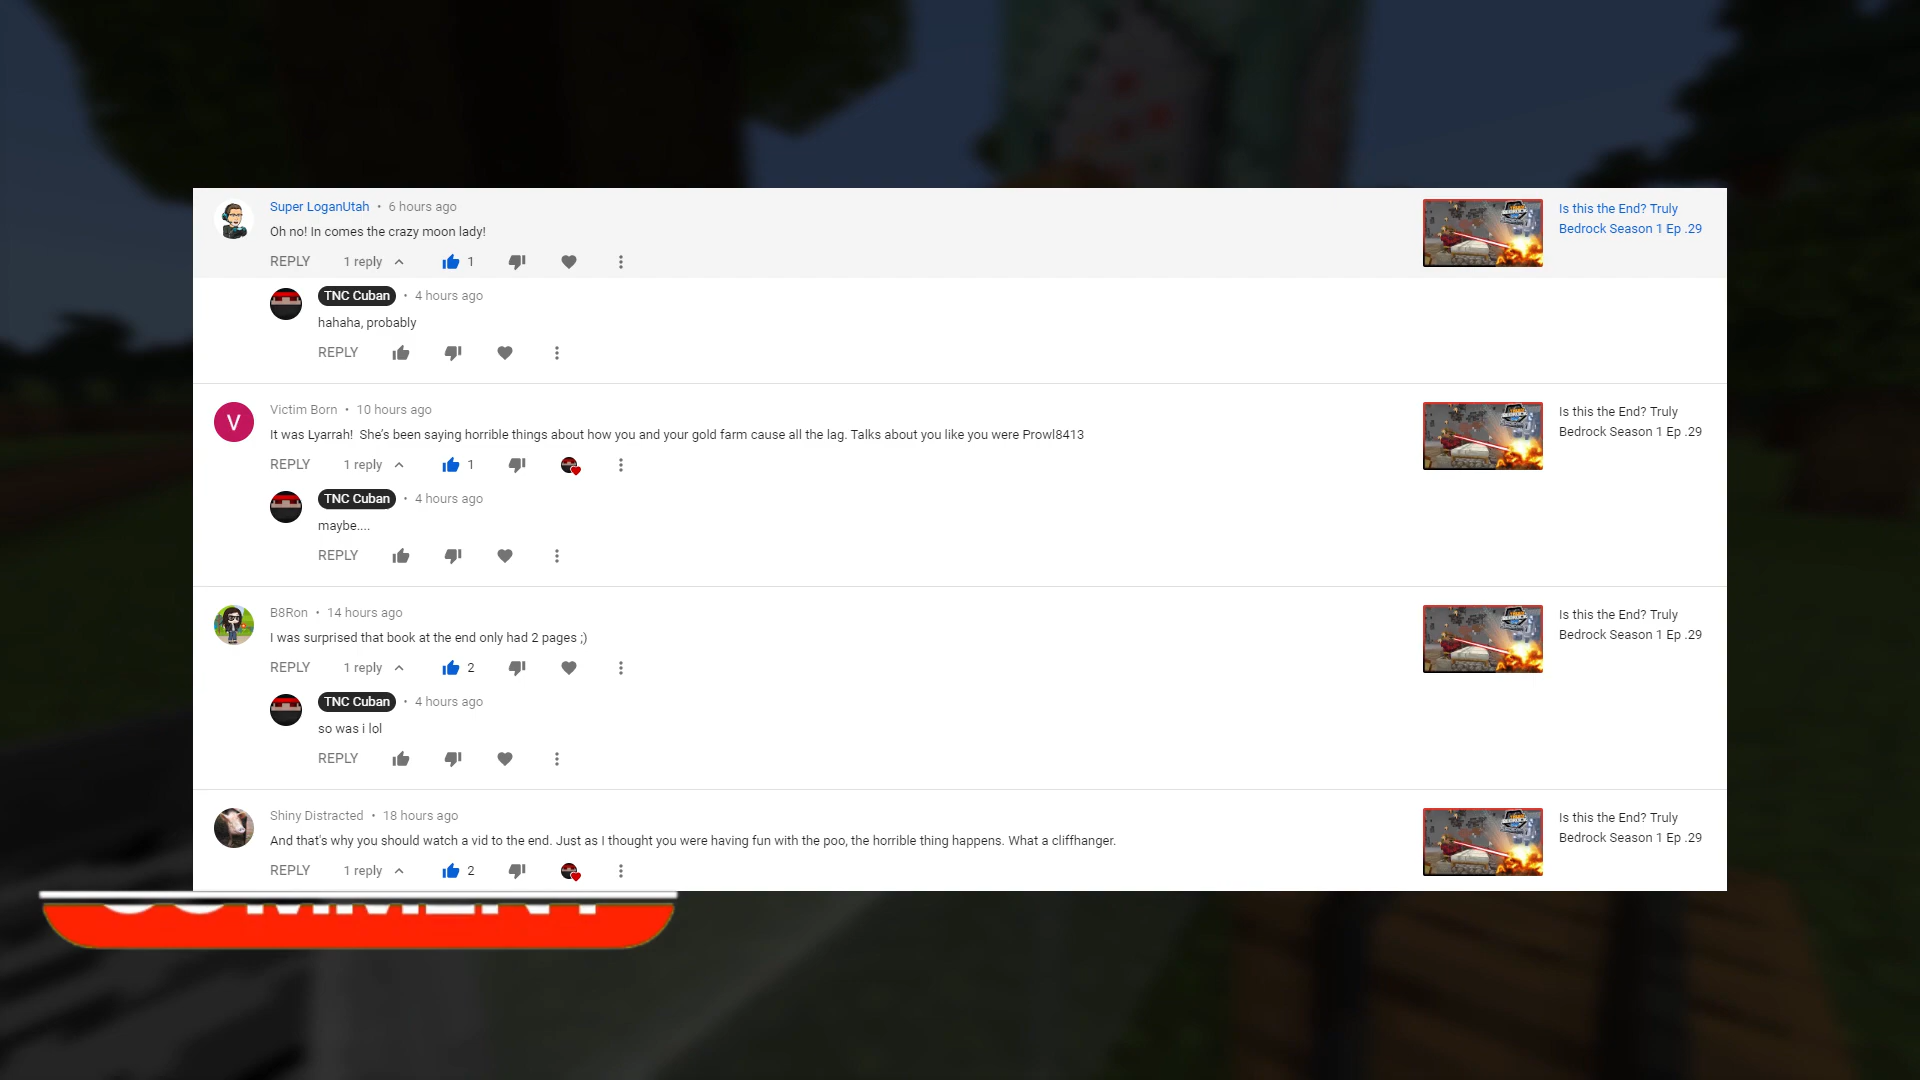 Super LoganUtah • 6 hours ago
Oh no! In comes the crazy moon lady!
REPLY 1 reply 1
Is this the End? Truly
Bedrock Season 1 Ep .29
TNC Cuban • 4 hours ago
hahaha, probably
REPLY
Victim Born • 10 hours ago
It was Lyarrah! She's been saying horrible things about how you and your gold farm cause all the lag. Talks about you like you were Prowl8413
REPLY 1 reply 1
Is this the End? Truly
Bedrock Season 1 Ep .29
TNC Cuban • 4 hours ago
maybe....
REPLY
B8Ron • 14 hours ago
I was surprised that book at the end only had 2 pages ;)
REPLY 1 reply 2
Is this the End? Truly
Bedrock Season 1 Ep .29
TNC Cuban • 4 hours ago
so was i lol
REPLY
Shiny Distracted • 18 hours ago
And that's why you should watch a vid to the end. Just as I thought you were having fun with the poo, the horrible thing happens. What a cliffhanger.
REPLY 1 reply 2
Is this the End? Truly
Bedrock Season 1 Ep .29
COMMENT